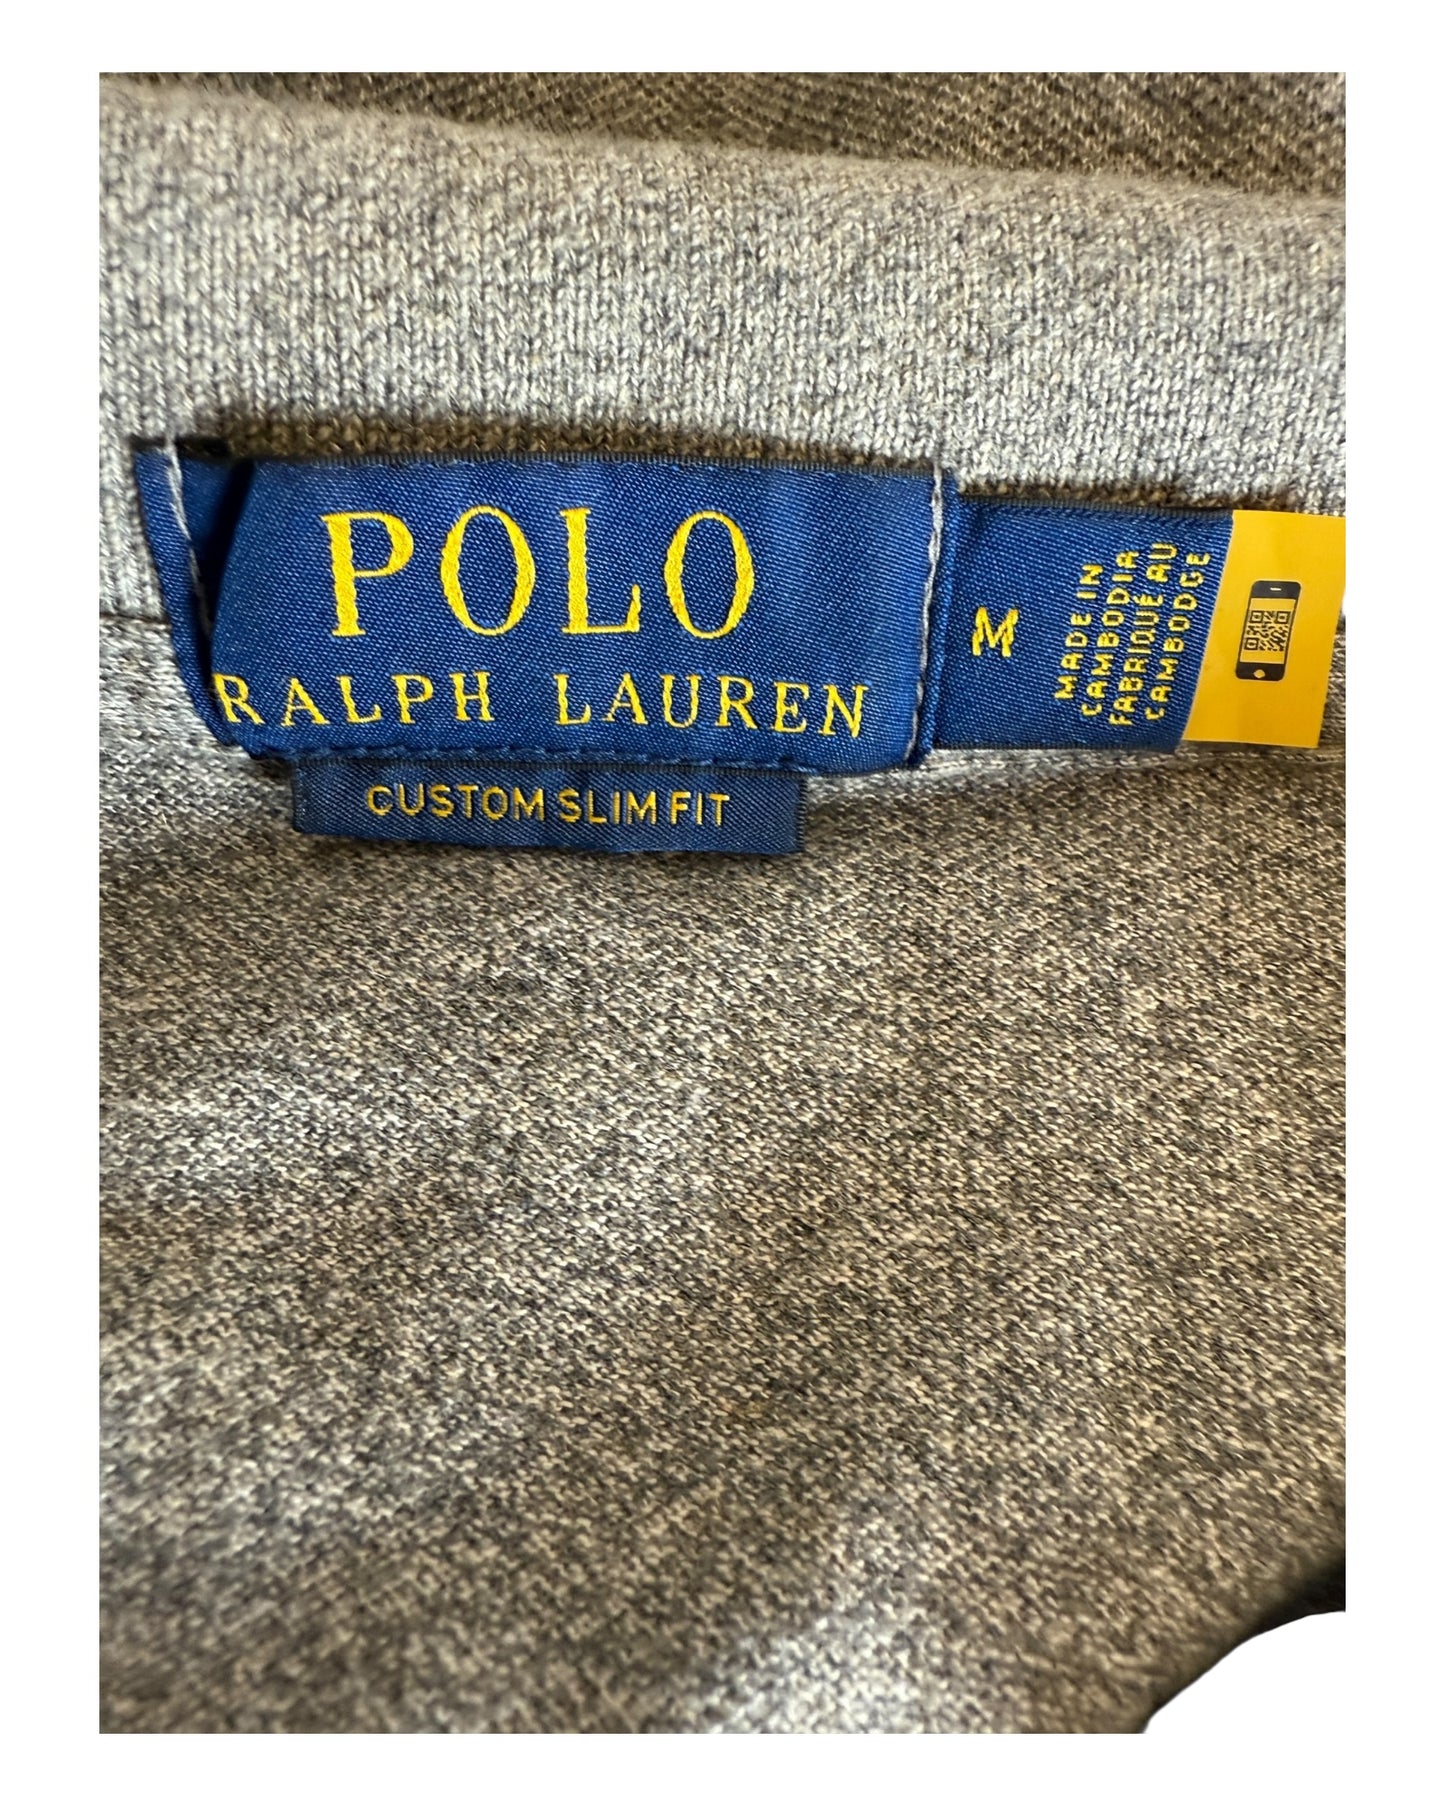 POLO
RALPH LAUREN
CUSTOM SLIM FIT
M
MADE IN
CAMBODIA
FABRIQUÉ AU
CAMBODGE